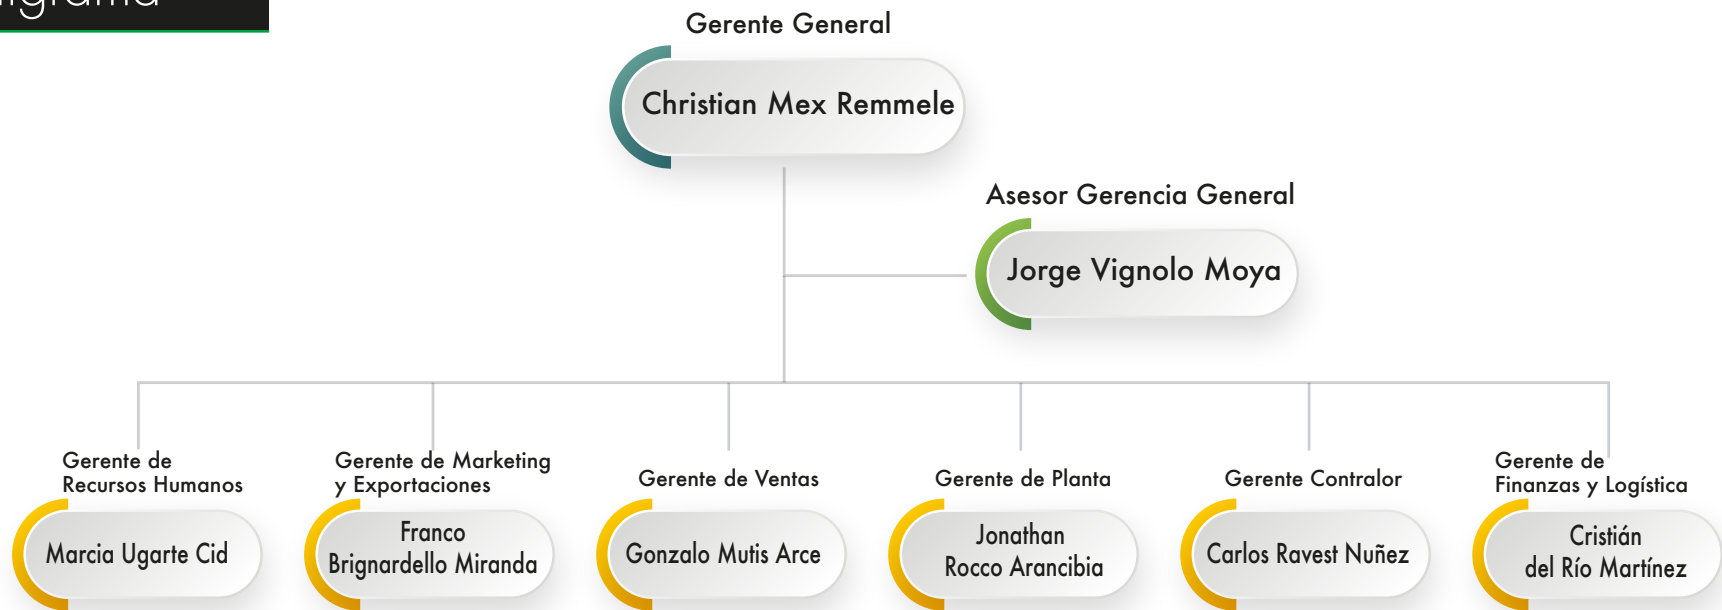 Gerente General
Christian Mex Remmele
Asesor Gerencia General
Jorge Vignolo Moya
Gerente de
Recursos Humanos
Marcia Ugarte Cid
Gerente de Marketing
y Exportaciones
Franco
Brignardello Miranda
Gerente de Ventas
Gonzalo Mutis Arce
Gerente de Planta
Jonathan
Rocco Arancibia
Gerente Contralor
Carlos Ravest Nuñez
Gerente de
Finanzas y Logística
Cristián
del Río Martínez